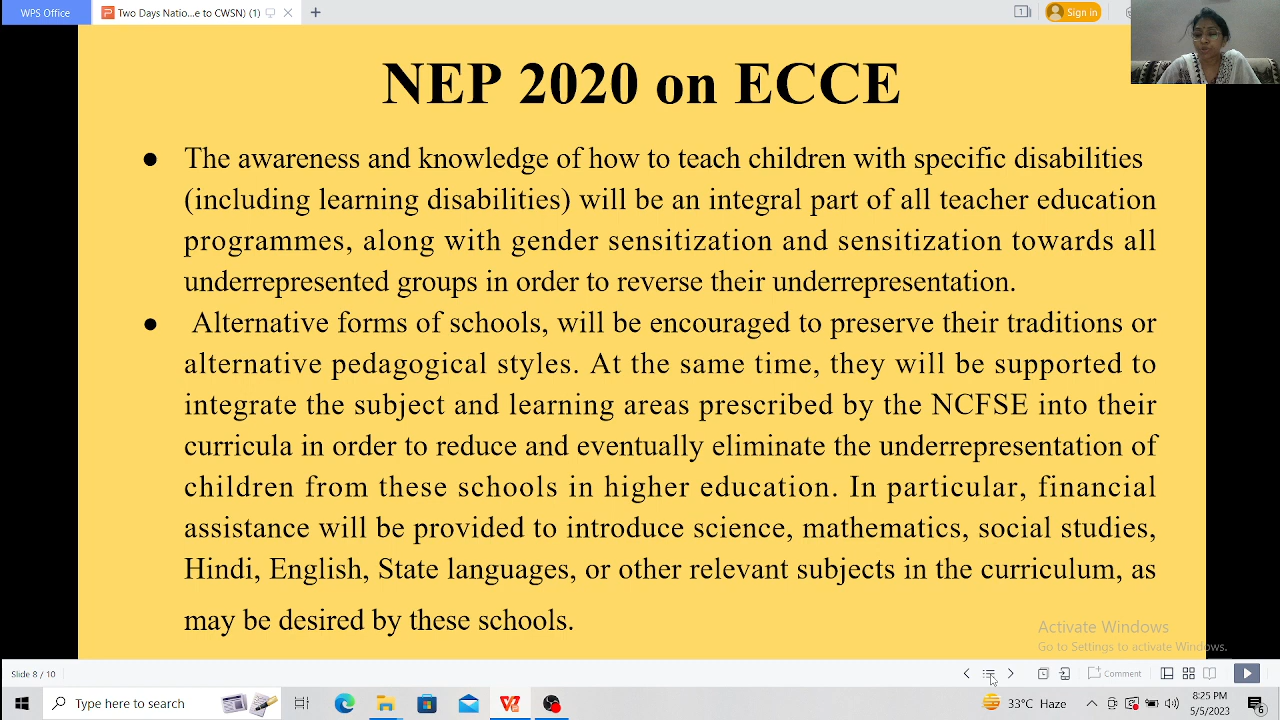 WPS Office
Two Days Natio...e to CWSN) (1)
1
Sign in
NEP 2020 on ECCE
● The awareness and knowledge of how to teach children with specific disabilities
(including learning disabilities) will be an integral part of all teacher education
programmes, along with gender sensitization and sensitization towards all
underrepresented groups in order to reverse their underrepresentation.
● Alternative forms of schools, will be encouraged to preserve their traditions or
alternative pedagogical styles. At the same time, they will be supported to
integrate the subject and learning areas prescribed by the NCFSE into their
curricula in order to reduce and eventually eliminate the underrepresentation of
children from these schools in higher education. In particular, financial
assistance will be provided to introduce science, mathematics, social studies,
Hindi, English, State languages, or other relevant subjects in the curriculum, as
may be desired by these schools.
Activate Windows
Go to Settings to activate Windows.
Slide 8 / 10
Comment
Type here to search
33°C Haze
8:25 PM
5/5/2023
6